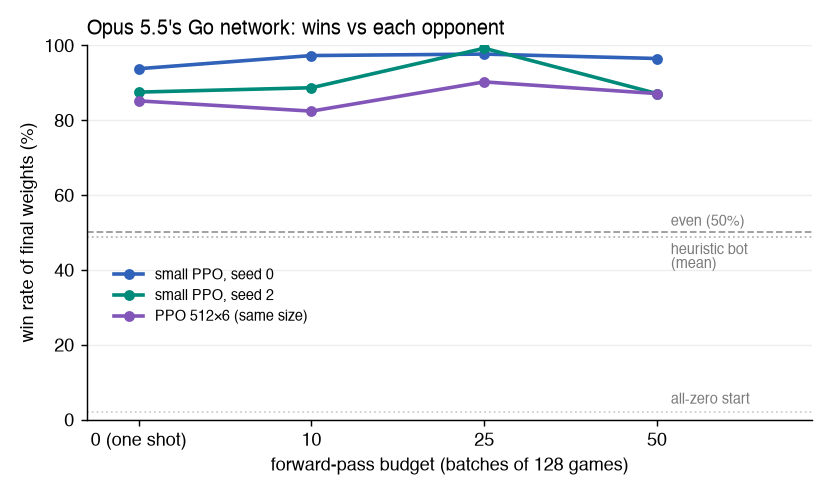 Opus 5.5's Go network: wins vs each opponent
win rate of final weights (%)
100
80
60
40
20
0
even (50%)
heuristic bot
(mean)
all-zero start
small PPO, seed 0
small PPO, seed 2
PPO 512×6 (same size)
0 (one shot)
10
25
50
forward-pass budget (batches of 128 games)